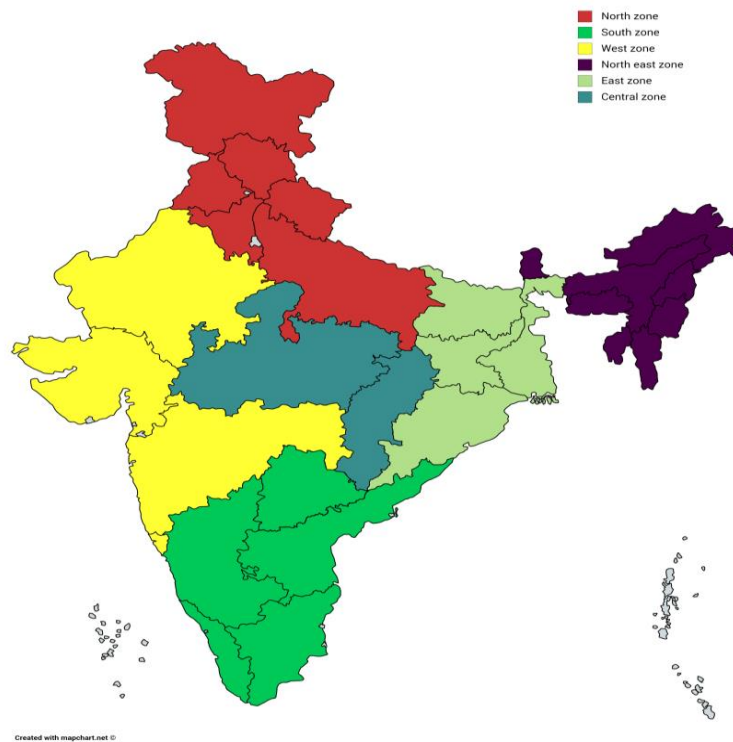 North zone
South zone
West zone
North east zone
East zone
Central zone
Created with mapchart.net ©